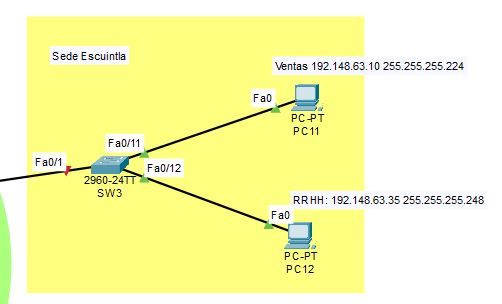 Sede Escuintla
Ventas 192.148.63.10 255.255.255.224
Fa0
PC-PT
PC11
Fa0/11
Fa0/1
Fa0/12
2960-24TT
SW3
RRHH: 192.148.63.35 255.255.255.248
Fa0
PC-PT
PC12